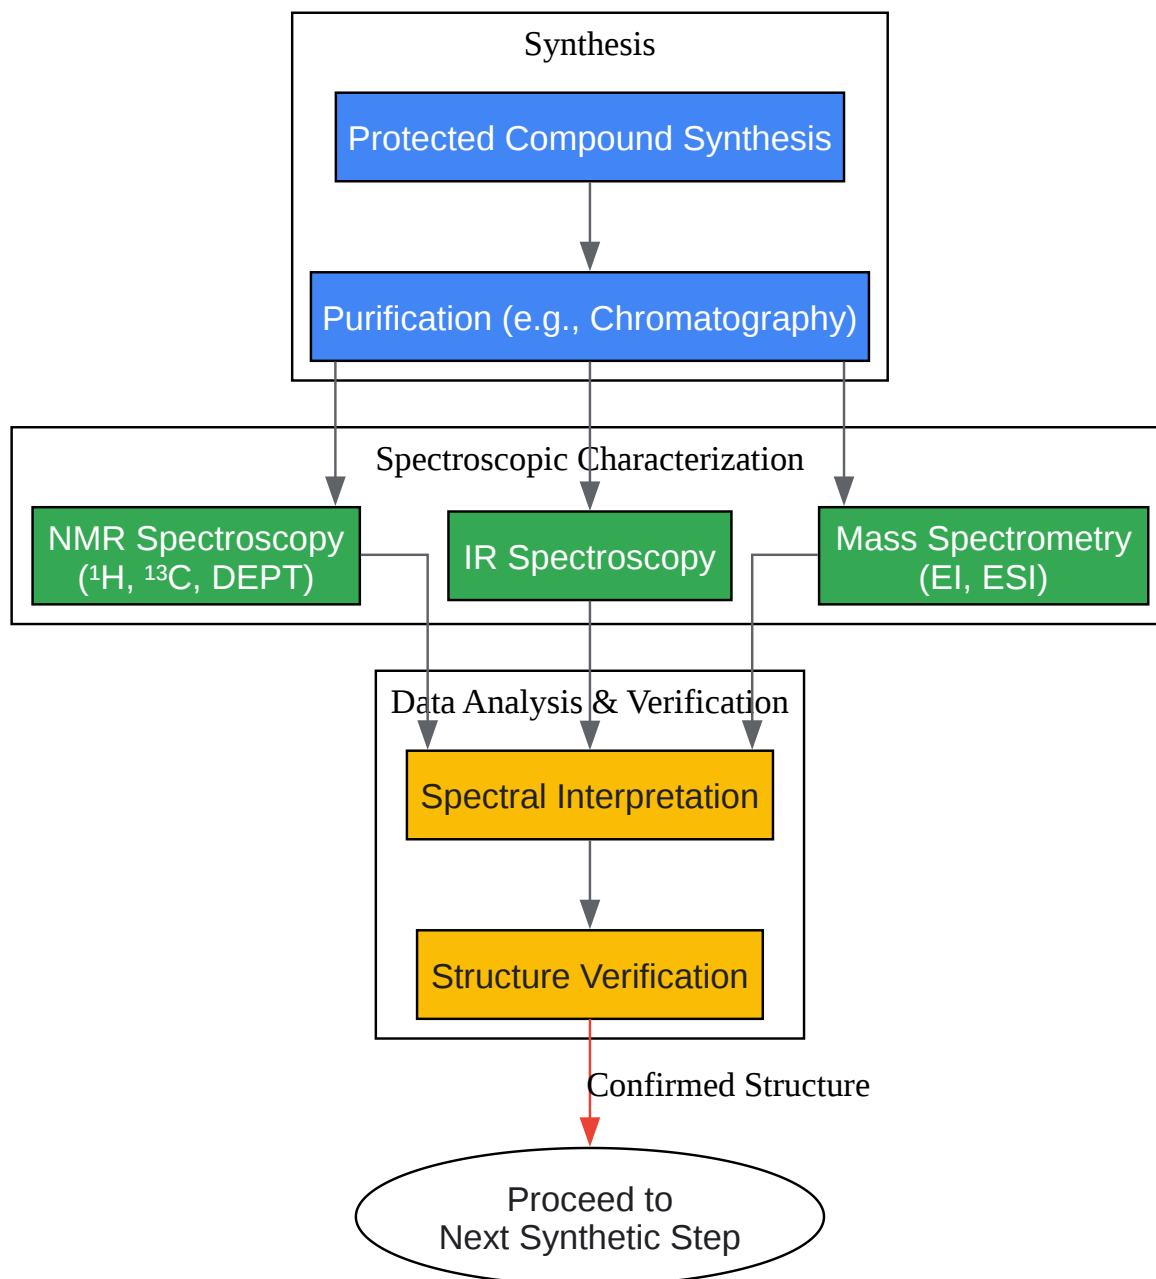 Synthesis
Protected Compound Synthesis
Purification (e.g., Chromatography)
Spectroscopic Characterization
NMR Spectroscopy
(¹H, ¹³C, DEPT)
IR Spectroscopy
Mass Spectrometry
(EI, ESI)
Data Analysis & Verification
Spectral Interpretation
Structure Verification
Confirmed Structure
Proceed to
Next Synthetic Step